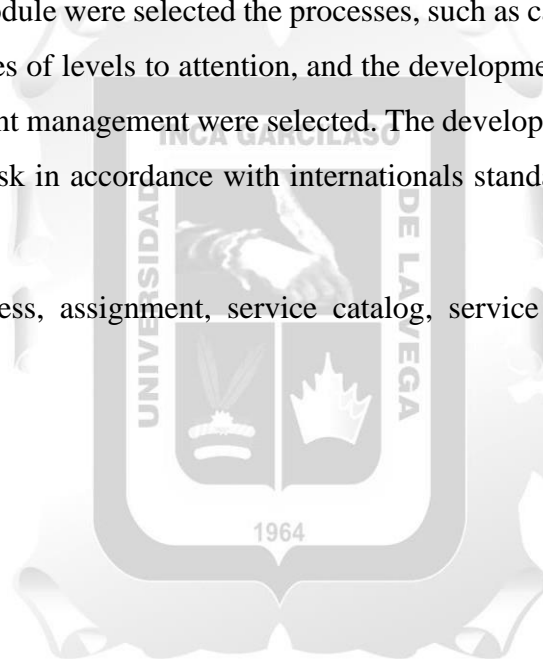 odule were selected the processes, such as c
es of levels to attention, and the developme
nt management were selected. The develop
INCA GARCILASO
sk in accordance with internationals stand
UNIVERSIDAD
DE LA VEGA
ess, assignment, service catalog, service
1964